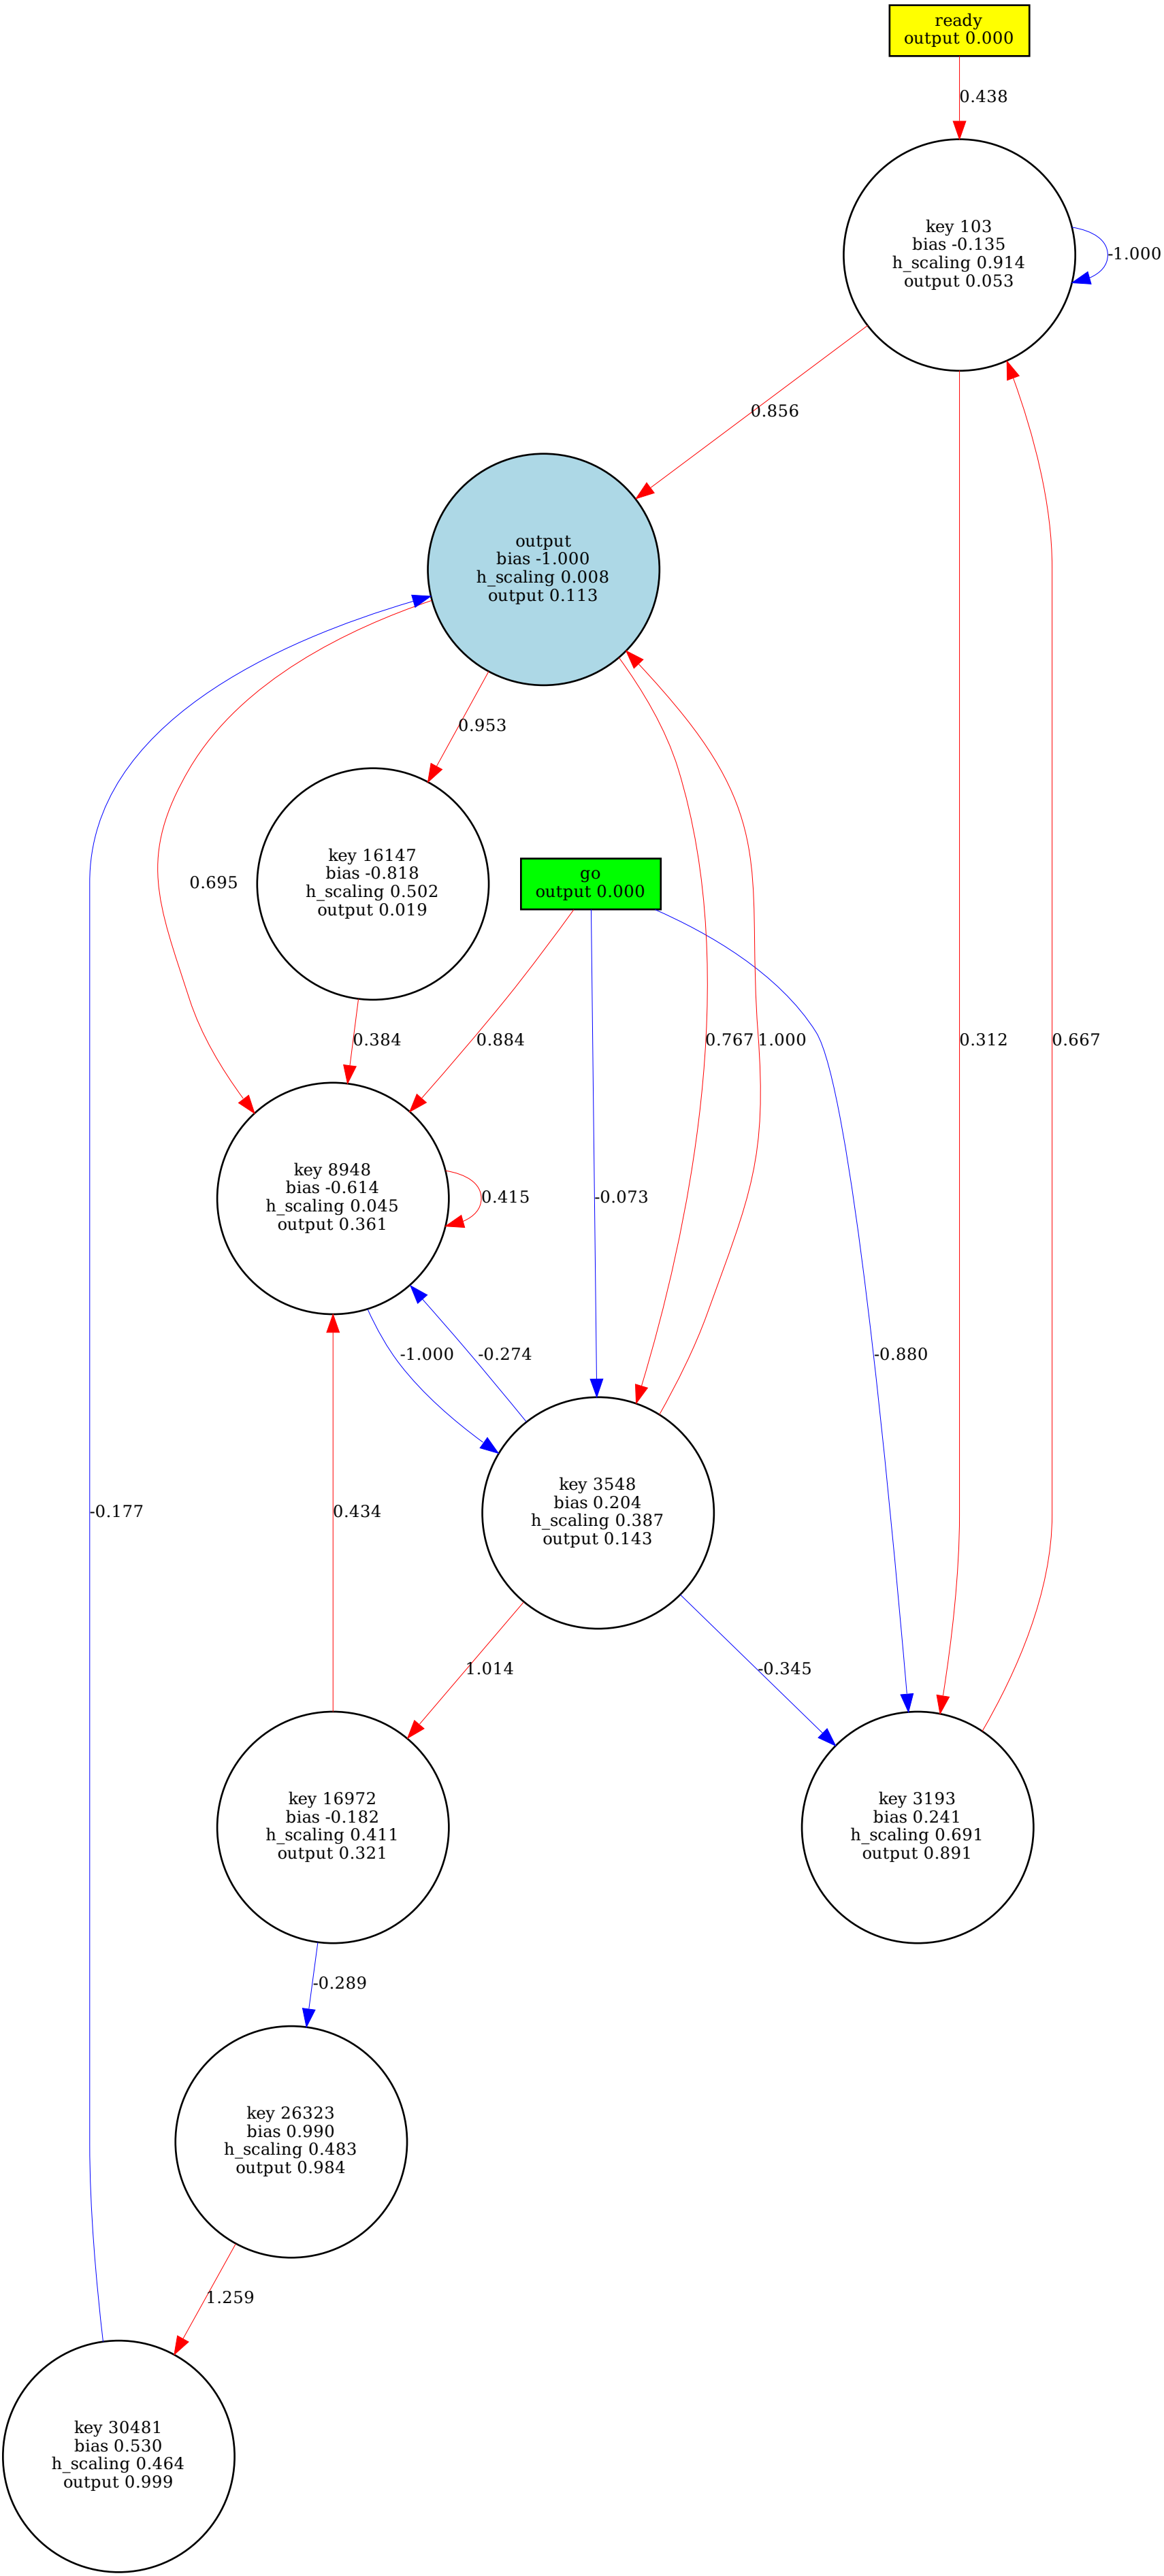 ready
output 0.000
0.438
key 103
bias -0.135
h_scaling 0.914
output 0.053
-1.000
0.856
output
bias -1.000
h_scaling 0.008
output 0.113
0.953
key 16147
bias -0.818
h_scaling 0.502
output 0.019
go
output 0.000
0.695
0.384
0.884
0.767
1.000
0.312
0.667
key 8948
bias -0.614
h_scaling 0.045
output 0.361
0.415
-0.073
-1.000
-0.274
-0.880
key 3548
bias 0.204
h_scaling 0.387
output 0.143
-0.177
0.434
1.014
-0.345
key 16972
bias -0.182
h_scaling 0.411
output 0.321
key 3193
bias 0.241
h_scaling 0.691
output 0.891
-0.289
key 26323
bias 0.990
h_scaling 0.483
output 0.984
1.259
key 30481
bias 0.530
h_scaling 0.464
output 0.999